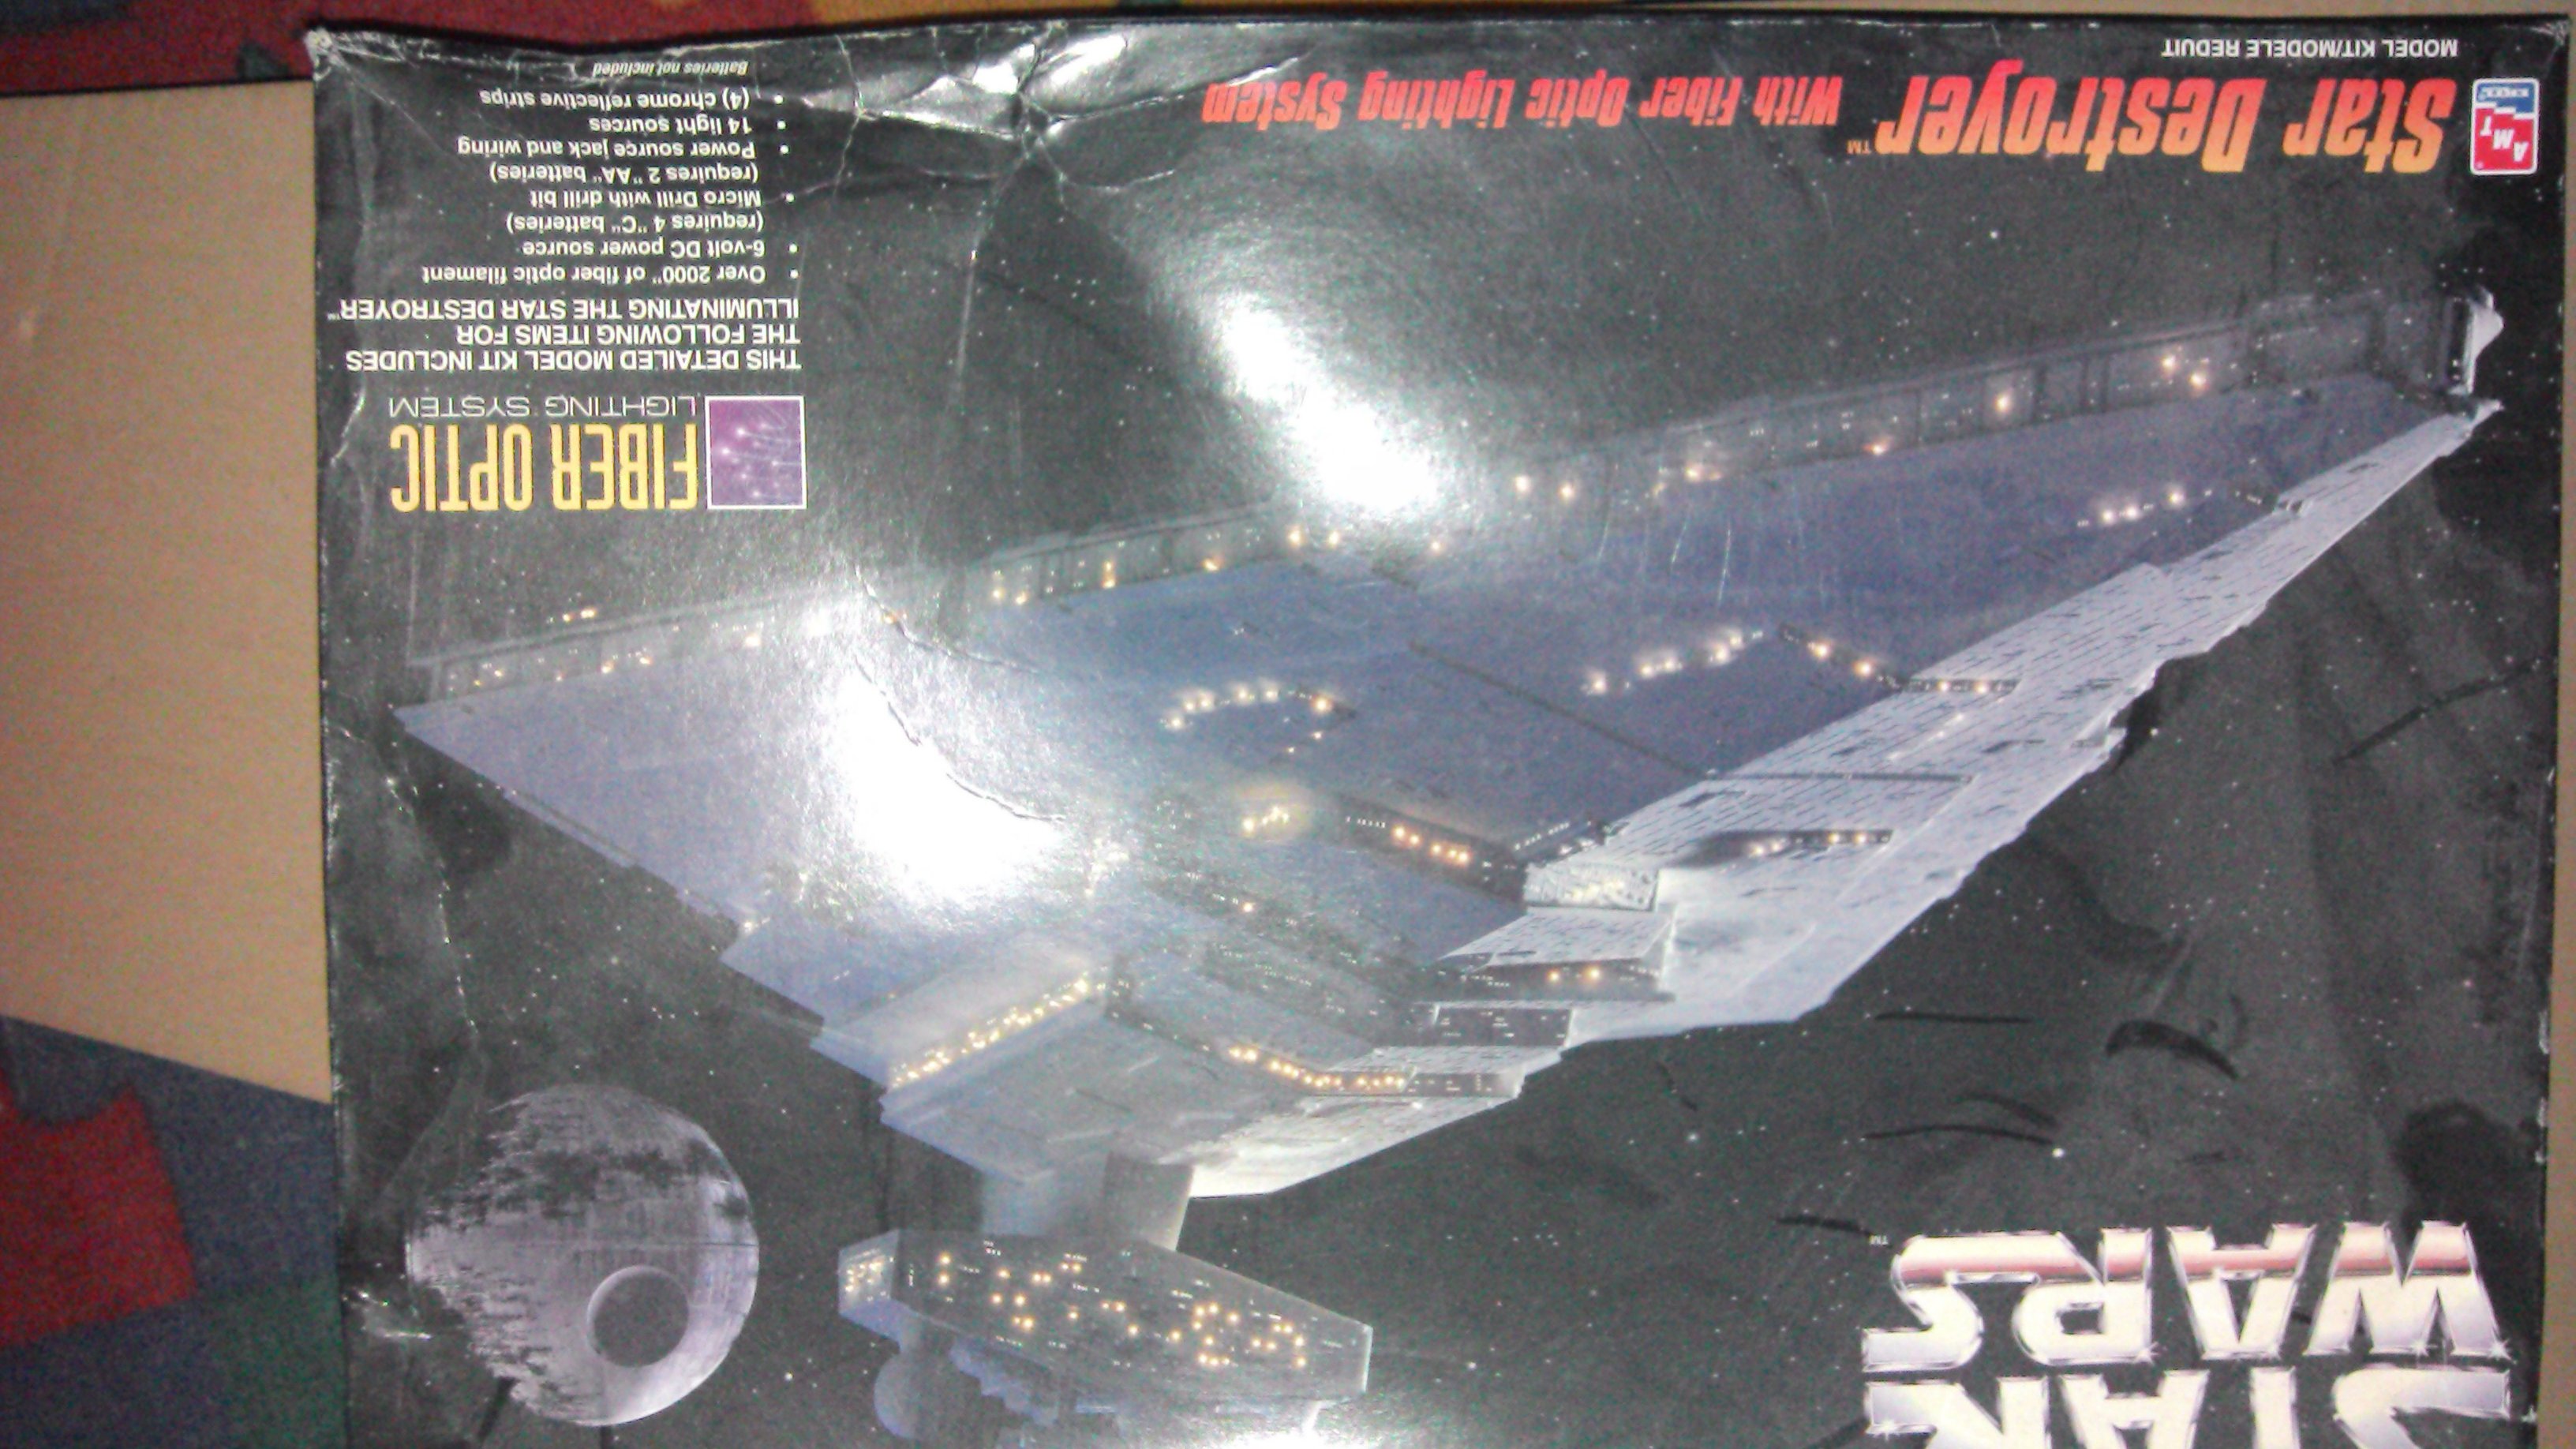 STAR
WARS™
FIBER OPTIC
LIGHTING SYSTEM
THIS DETAILED MODEL KIT INCLUDES
THE FOLLOWING ITEMS FOR
ILLUMINATING THE STAR DESTROYER™
• Over 2000" of fiber optic filament
• 6-volt DC power source
(requires 4 "C" batteries)
• Micro Drill with drill bit
(requires 2 "AA" batteries)
• Power source jack and wiring
• 14 light sources
• (4) chrome reflective strips
Batteries not included
AMT
ERTL
Star Destroyer™ With Fiber Optic Lighting System
MODEL KIT/MODELE REDUIT